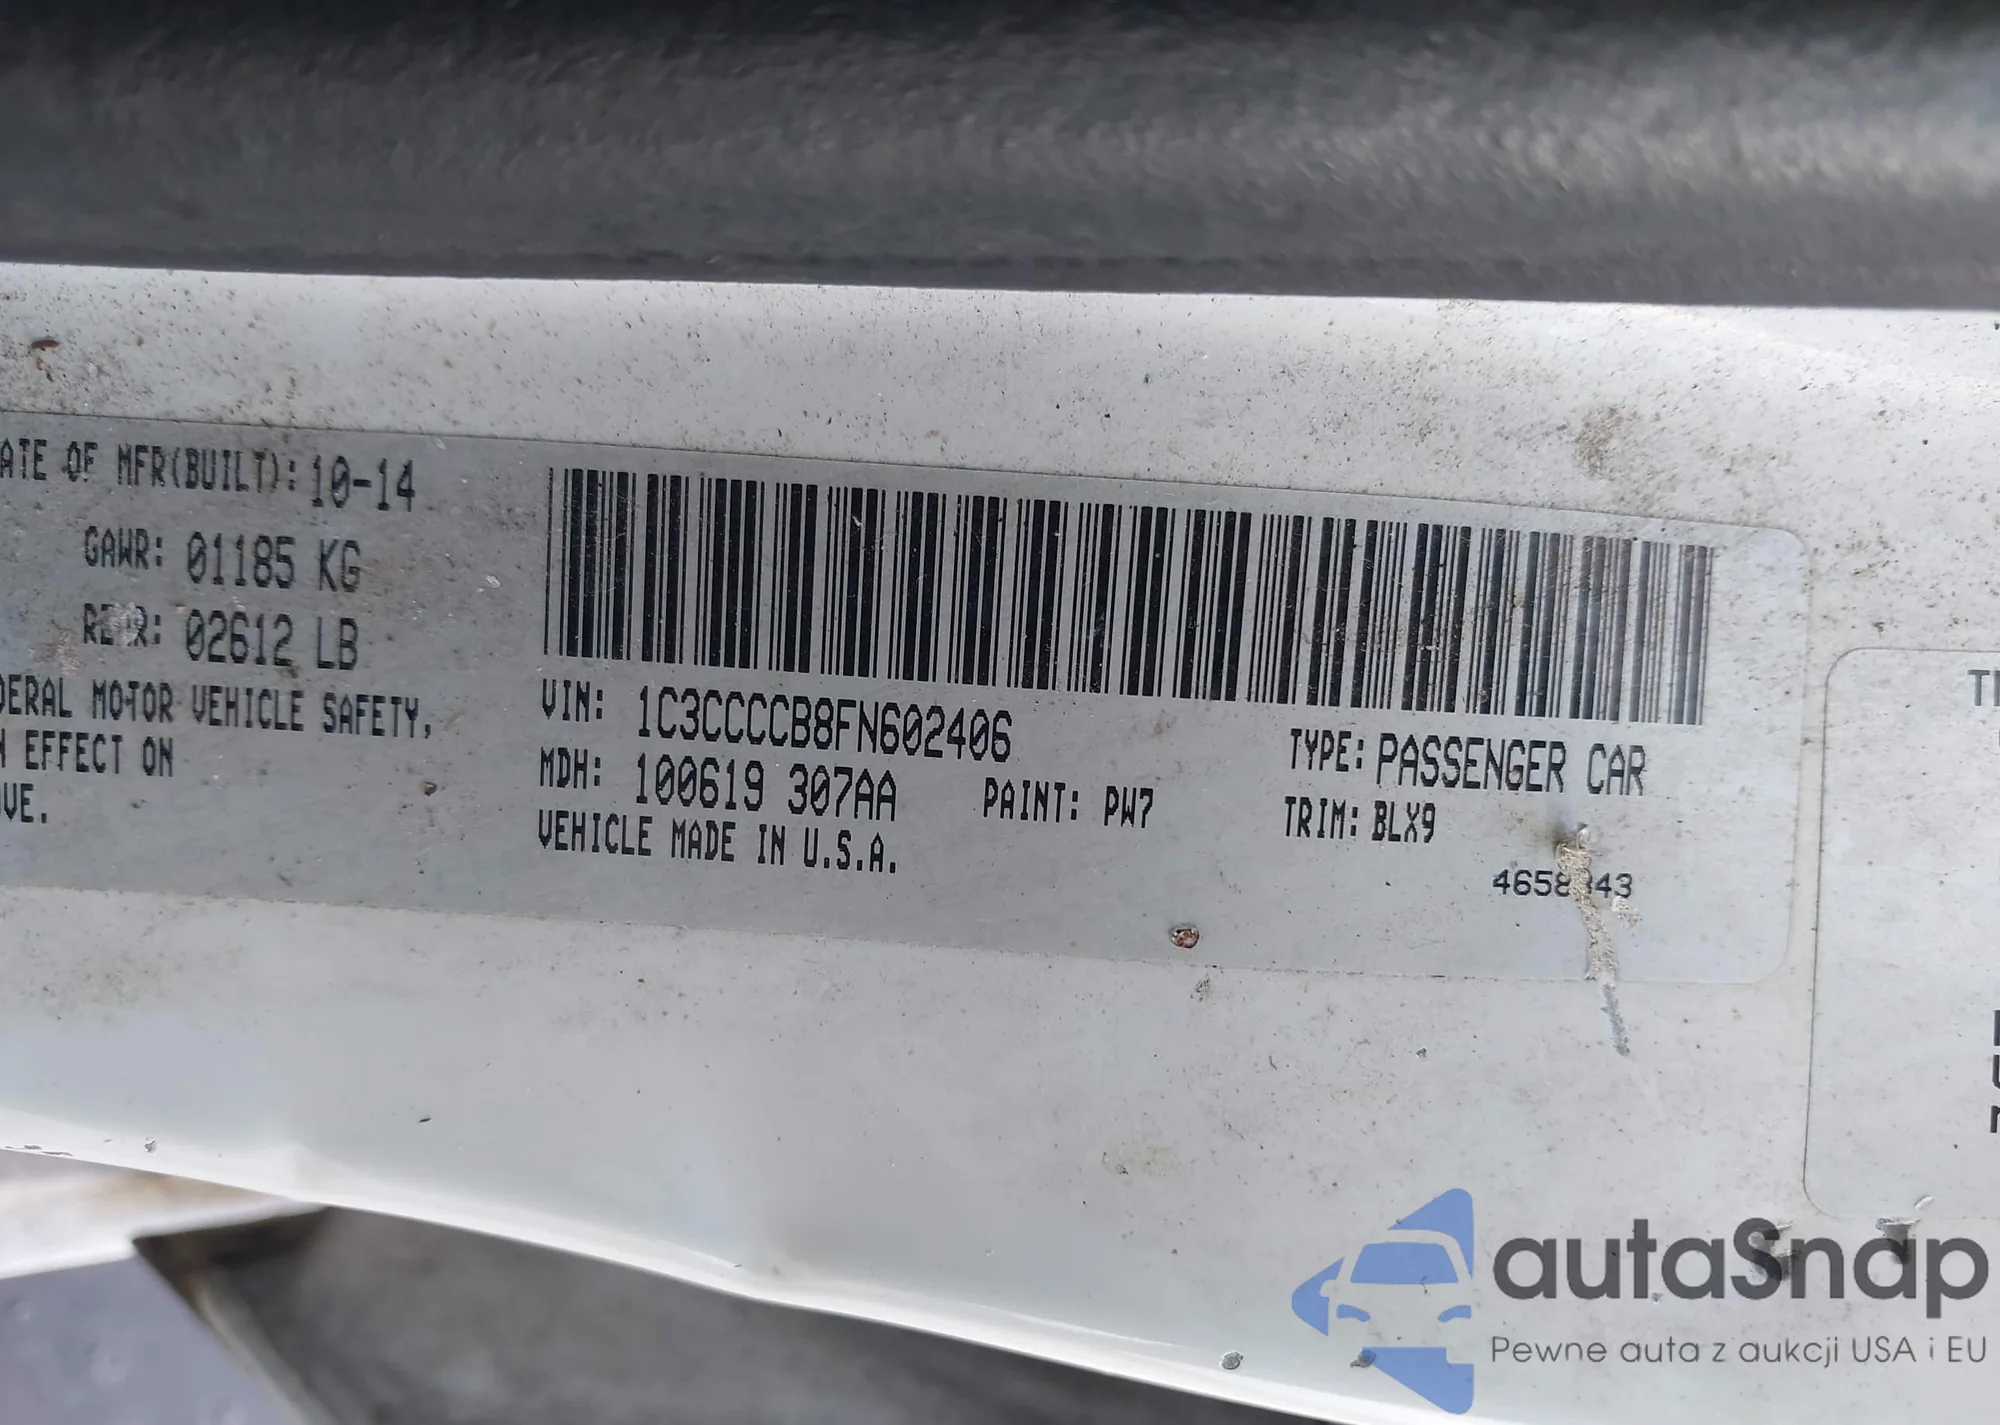 ATE OF MFR(BUILT): 10-14
GAWR: 01185 KG
REAR: 02612 LB
DERAL MOTOR VEHICLE SAFETY,
N EFFECT ON
OVE.
VIN: 1C3CCCCB8FN602406
TYPE: PASSENGER CAR
MDH: 100619 307AA
PAINT: PW7
TRIM: BLX9
VEHICLE MADE IN U.S.A.
autaSnap
Pewne auta z aukcji USA i EU